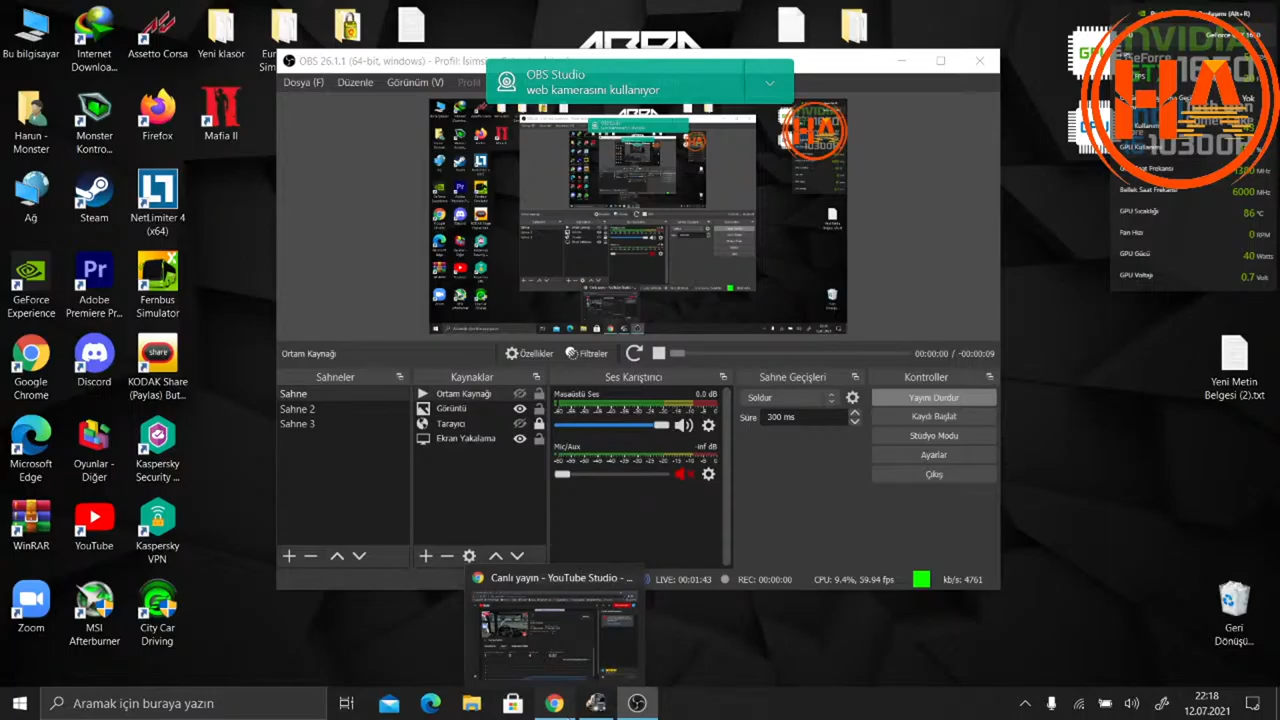 Bu bilgisayar
Internet
Downloa...
Assetto Corsa
Yeni klasor
OBS 26.1.1 (64-bit, windows) - Profil: İsimsi
Dosya (F)
Düzenle
Görünüm (V)
Profil
OBS Studio
web kamerasını kullanıyor
Harun -
Monster
Monster
Kontro...
Firefox
Mafia II
Ağ
Steam
NetLimiter 4
(x64)
GeForce
Experience
Adobe
Premiere Pr...
Fernbus
Simulator
Google
Chrome
Discord
KODAK Share
(Paylas) But...
Microsoft
Edge
Oyunlar -
Diğer
Kaspersky
Security ...
WinRAR
YouTube
Kaspersky
VPN
Zoom
MSI
Afterburner
City Car
Driving
HA
10300H
6000 MHz
GPU Sıcaklığı
86 °C
Fan Hızı
0 RPM
GPU Gücü
40 Watts
GPU Voltajı
0.7 Volt
Yeni Metin
Belgesi (2).txt
Geri
Dönüşü...
Ortam Kaynağı
Özellikler
Filtreler
00:00:00 / -00:00:09
Sahneler
Kaynaklar
Ses Karıştırıcı
Sahne Geçişleri
Kontroller
Sahne
Sahne 2
Sahne 3
Ortam Kaynağı
Görüntü
Tarayıcı
Ekran Yakalama
Masaüstü Ses
0.0 dB
Mic/Aux
-inf dB
Soldur
Süre
300 ms
Yayını Durdur
Kaydı Başlat
Stüdyo Modu
Ayarlar
Çıkış
Canlı yayın - YouTube Studio - ...
LIVE: 00:01:43
REC: 00:00:00
CPU: 9.4%, 59.94 fps
kb/s: 4761
Aramak için buraya yazın
22:18
12.07.2021